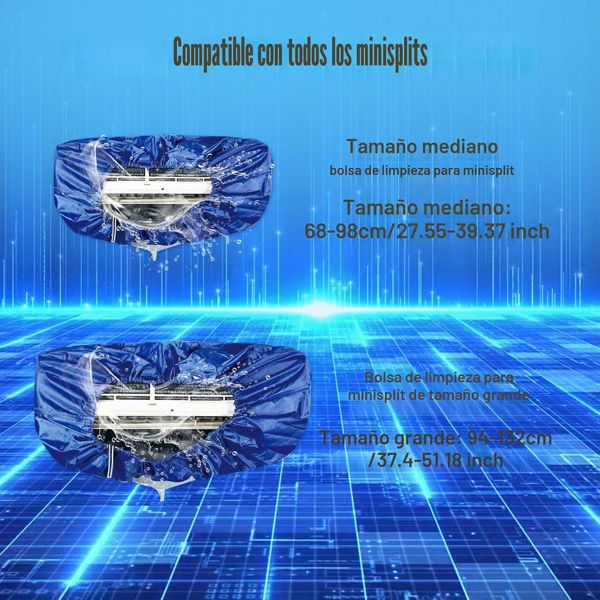 Compatible con todos los minisplits
Tamaño mediano
bolsa de limpieza para minisplit
Tamaño mediano:
68-98cm/27.55-39.37 inch
Bolsa de limpieza para
minisplit de tamaño grande
Tamaño grande: 94-132cm
/37.4-51.18 inch